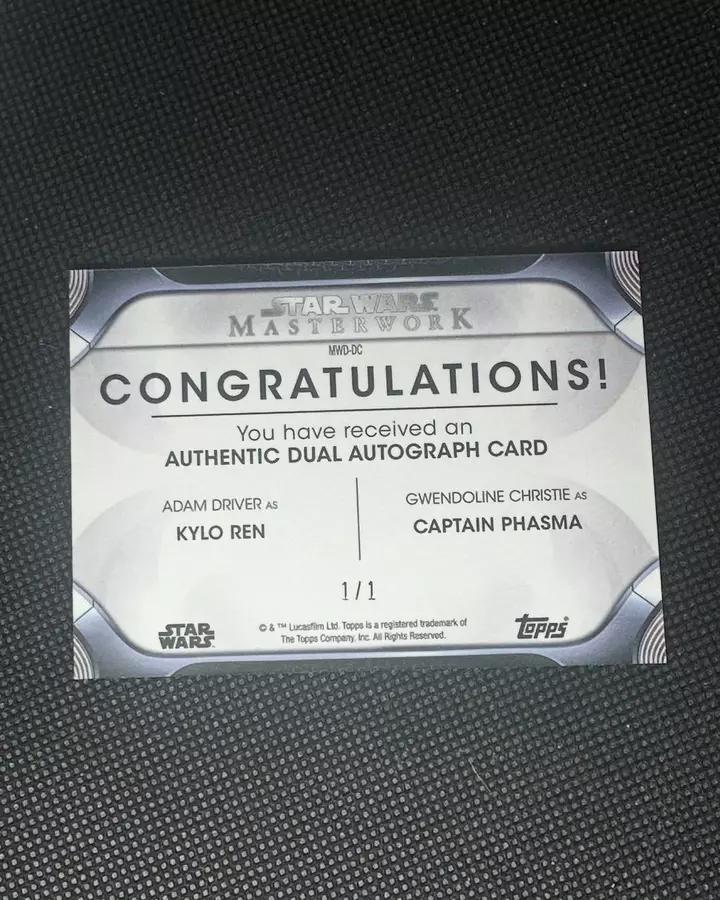 STAR WARS
MASTERWORK
MWD-DC
CONGRATULATIONS!
You have received an
AUTHENTIC DUAL AUTOGRAPH CARD
ADAM DRIVER AS
KYLO REN
GWENDOLINE CHRISTIE AS
CAPTAIN PHASMA
1/1
STAR
WARS
© & TM Lucasfilm Ltd. Topps is a registered trademark of
The Topps Company, Inc. All Rights Reserved.
Topps